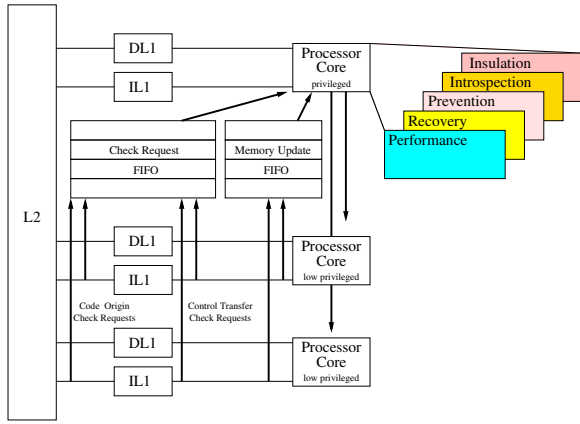 L2
DL1
IL1
Processor
Core
privileged
Insulation
Introspection
Prevention
Recovery
Performance
Check Request
FIFO
Memory Update
FIFO
DL1
IL1
Processor
Core
low privileged
Code Origin
Check Requests
Control Transfer
Check Requests
DL1
IL1
Processor
Core
low privileged